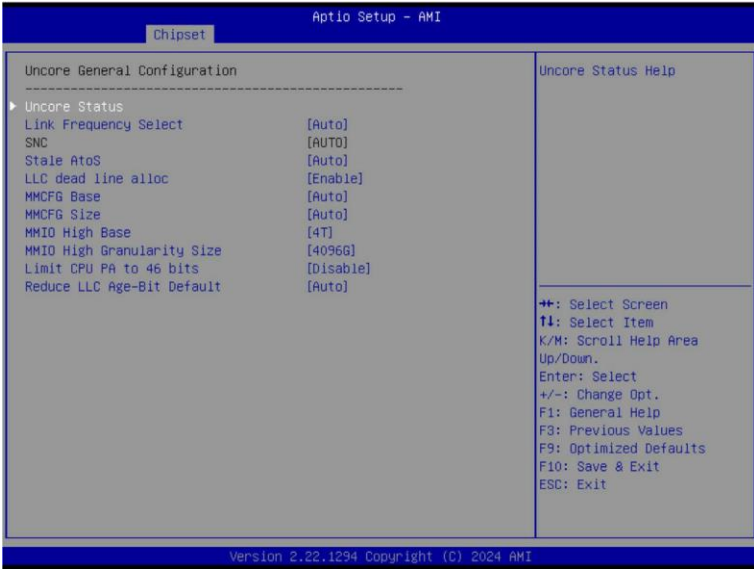 Aptio Setup - AMI
Chipset
Uncore General Configuration
--------------------------------------------------
Uncore Status
Link Frequency Select [Auto]
SNC [AUTO]
Stale AtoS [Auto]
LLC dead line alloc [Enable]
MMCFG Base [Auto]
MMCFG Size [Auto]
MMIO High Base [4T]
MMIO High Granularity Size [4096G]
Limit CPU PA to 46 bits [Disable]
Reduce LLC Age-Bit Default [Auto]
Uncore Status Help
→←: Select Screen
↑↓: Select Item
K/M: Scroll Help Area
Up/Down.
Enter: Select
+/-: Change Opt.
F1: General Help
F3: Previous Values
F9: Optimized Defaults
F10: Save & Exit
ESC: Exit
Version 2.22.1294 Copyright (C) 2024 AMI